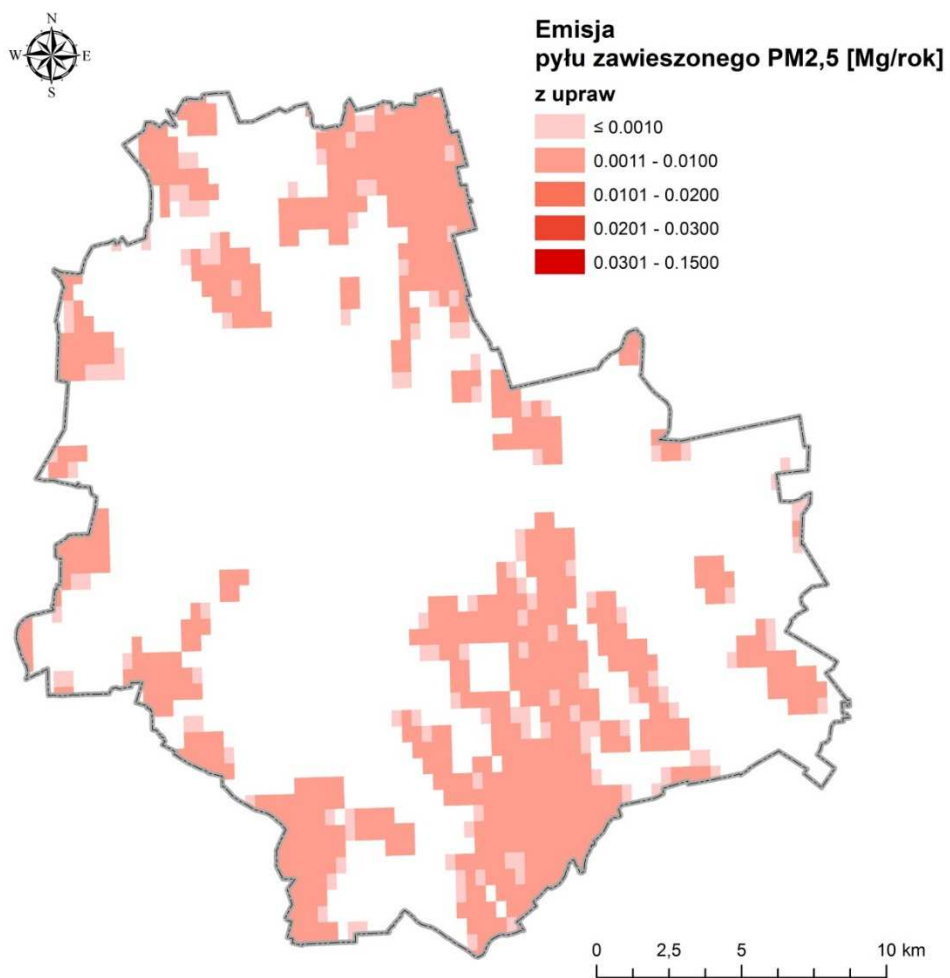 N
W E
S
Emisja
pyłu zawieszonego PM2,5 [Mg/rok]
z upraw
≤ 0.0010
0.0011 - 0.0100
0.0101 - 0.0200
0.0201 - 0.0300
0.0301 - 0.1500
0 2,5 5 10 km